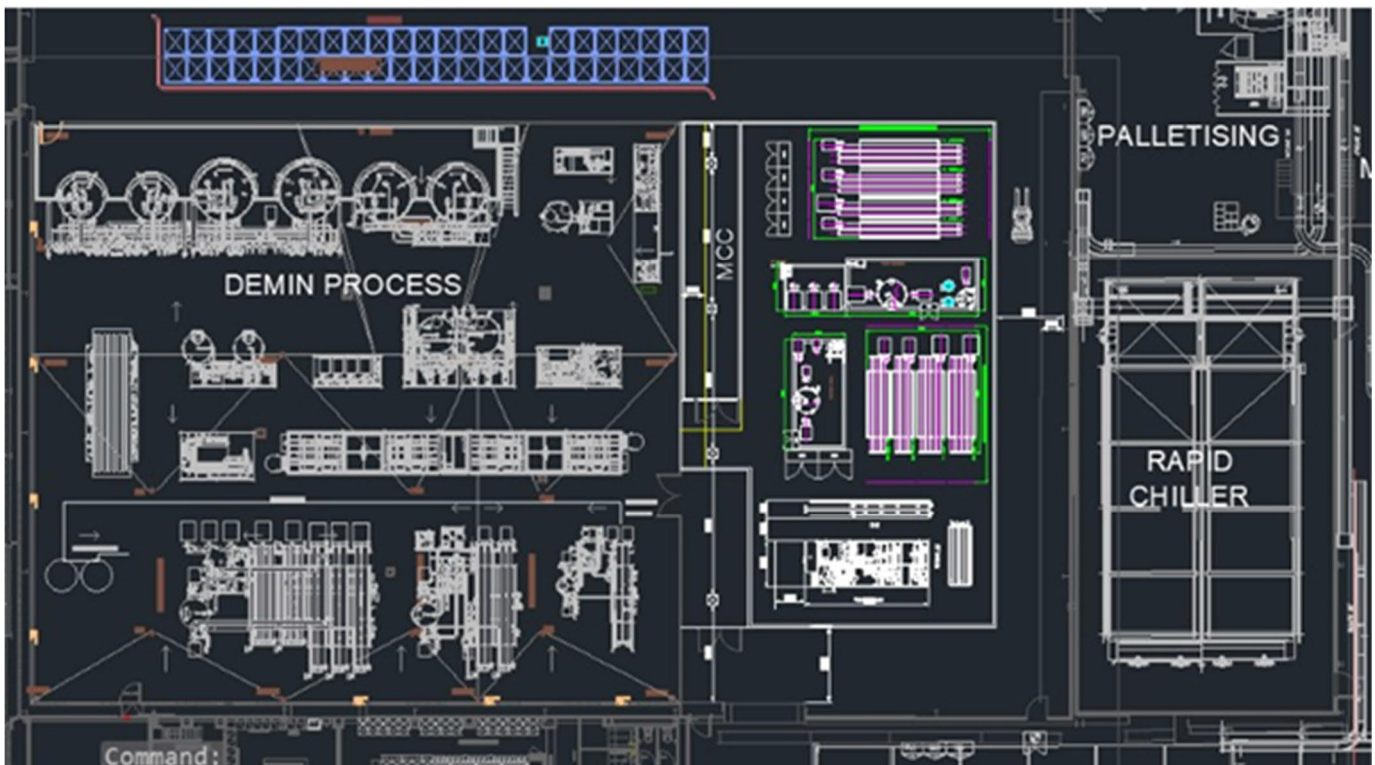 PALLETISING
MCC
DEMIN PROCESS
RAPID
CHILLER
Command: